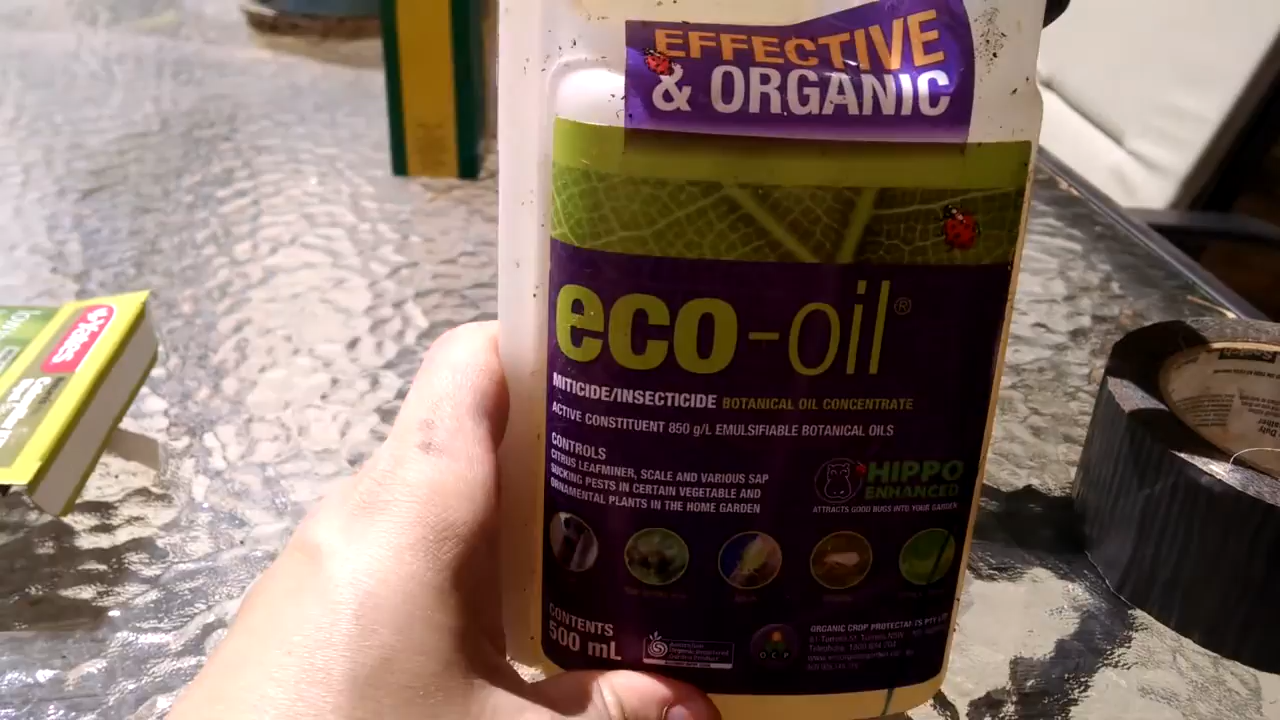 EFFECTIVE
& ORGANIC
eco-oil®
MITICIDE/INSECTICIDE BOTANICAL OIL CONCENTRATE
ACTIVE CONSTITUENT 850 g/L EMULSIFIABLE BOTANICAL OILS
CONTROLS
CITRUS LEAFMINER, SCALE AND VARIOUS SAP
SUCKING PESTS IN CERTAIN VEGETABLE AND
ORNAMENTAL PLANTS IN THE HOME GARDEN
HIPPO
ENHANCED
ATTRACTS GOOD BUGS INTO YOUR GARDEN
CONTENTS
500 mL
OCP
ORGANIC CROP PROTECTANTS PTY
Yates